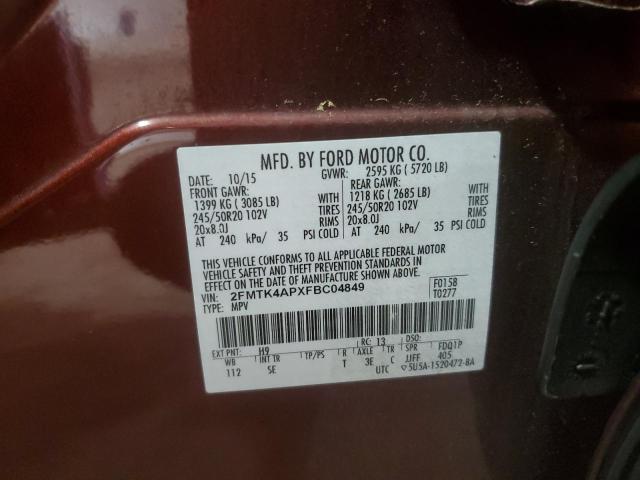 MFD. BY FORD MOTOR CO.
DATE: 10/15 GVWR: 2595 KG ( 5720 LB)
FRONT GAWR: REAR GAWR:
1399 KG ( 3085 LB) WITH 1218 KG ( 2685 LB) WITH
245/50R20 102V TIRES 245/50R20 102V TIRES
20x8.0J RIMS 20x8.0J RIMS
AT 240 kPa/ 35 PSI COLD AT 240 kPa/ 35 PSI COLD
THIS VEHICLE CONFORMS TO ALL APPLICABLE FEDERAL MOTOR
VEHICLE SAFETY AND THEFT PREVENTION STANDARDS IN
EFFECT ON THE DATE OF MANUFACTURE SHOWN ABOVE.
VIN: 2FMTK4APXFBC04849 F0158
TYPE: MPV T0277
EXT PNT: H9 RC: 13 DSO: FDQ1P
WB INT TR TP/PS R AXLE TR SPR 405
112 SE T 3E C JJFF
UTC 5U5A-1520472-BA